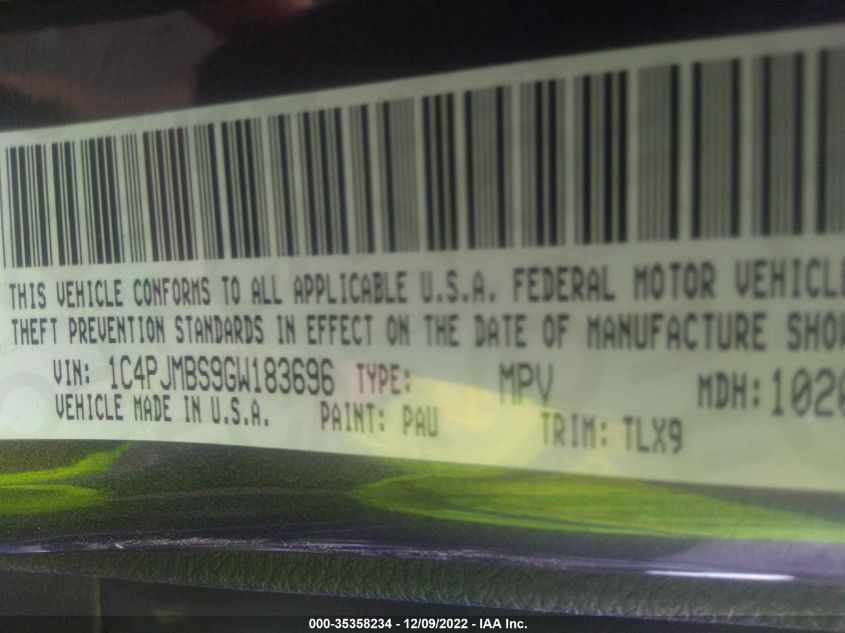 THIS VEHICLE CONFORMS TO ALL APPLICABLE U.S.A. FEDERAL MOTOR VEHICLE
THEFT PREVENTION STANDARDS IN EFFECT ON THE DATE OF MANUFACTURE SHOW
VIN: 1C4PJMBS9GW183696 TYPE: MPV MDH:1020
VEHICLE MADE IN U.S.A. PAINT: PAU TRIM: TLX9
000-35358234 - 12/09/2022 - IAA Inc.